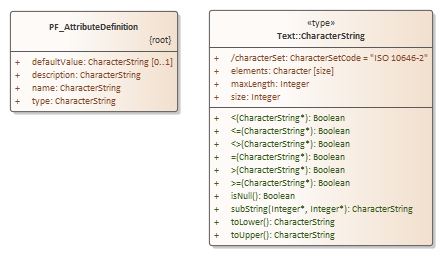 PF_AttributeDefinition
{root}
+ defaultValue: CharacterString [0..1]
+ description: CharacterString
+ name: CharacterString
+ type: CharacterString
«type»
Text::CharacterString
+ /characterSet: CharacterSetCode = "ISO 10646-2"
+ elements: Character [size]
+ maxLength: Integer
+ size: Integer
+ <(CharacterString*): Boolean
+ <=(CharacterString*): Boolean
+ <>(CharacterString*): Boolean
+ =(CharacterString*): Boolean
+ >(CharacterString*): Boolean
+ >=(CharacterString*): Boolean
+ isNull(): Boolean
+ subString(Integer*, Integer*): CharacterString
+ toLower(): CharacterString
+ toUpper(): CharacterString